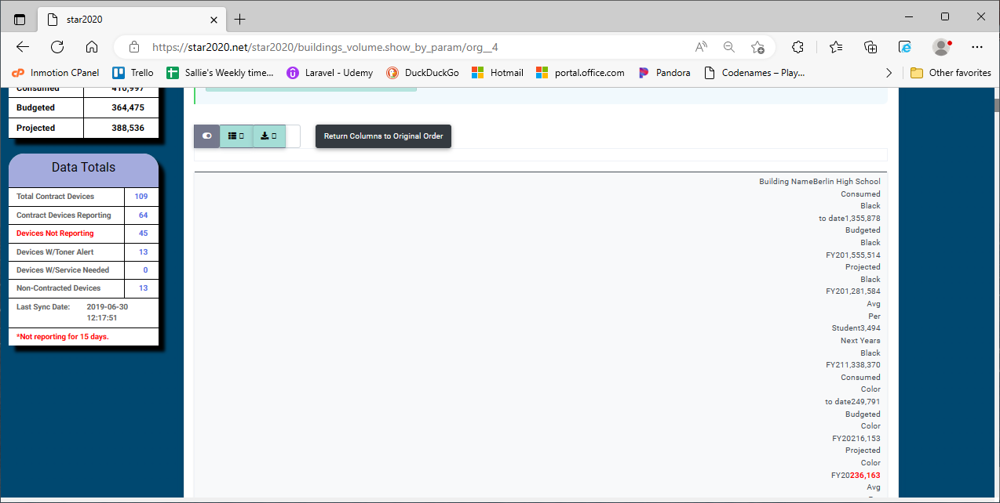 star2020
https://star2020.net/star2020/buildings_volume.show_by_param/org__4
Inmotion CPanel
Trello
Sallie's Weekly time...
Laravel - Udemy
DuckDuckGo
Hotmail
portal.office.com
Pandora
Codenames – Play...
Other favorites
Consumed 410,997
Budgeted 364,475
Projected 388,536
Data Totals
Total Contract Devices 109
Contract Devices Reporting 64
Devices Not Reporting 45
Devices W/Toner Alert 13
Devices W/Service Needed 0
Non-Contracted Devices 13
Last Sync Date: 2019-06-30
12:17:51
*Not reporting for 15 days.
Return Columns to Original Order
Building NameBerlin High School
Consumed
Black
to date1,355,878
Budgeted
Black
FY201,555,514
Projected
Black
FY201,281,584
Avg
Per
Student3,494
Next Years
Black
FY211,338,370
Consumed
Color
to date249,791
Budgeted
Color
FY20216,153
Projected
Color
FY20236,163
Avg